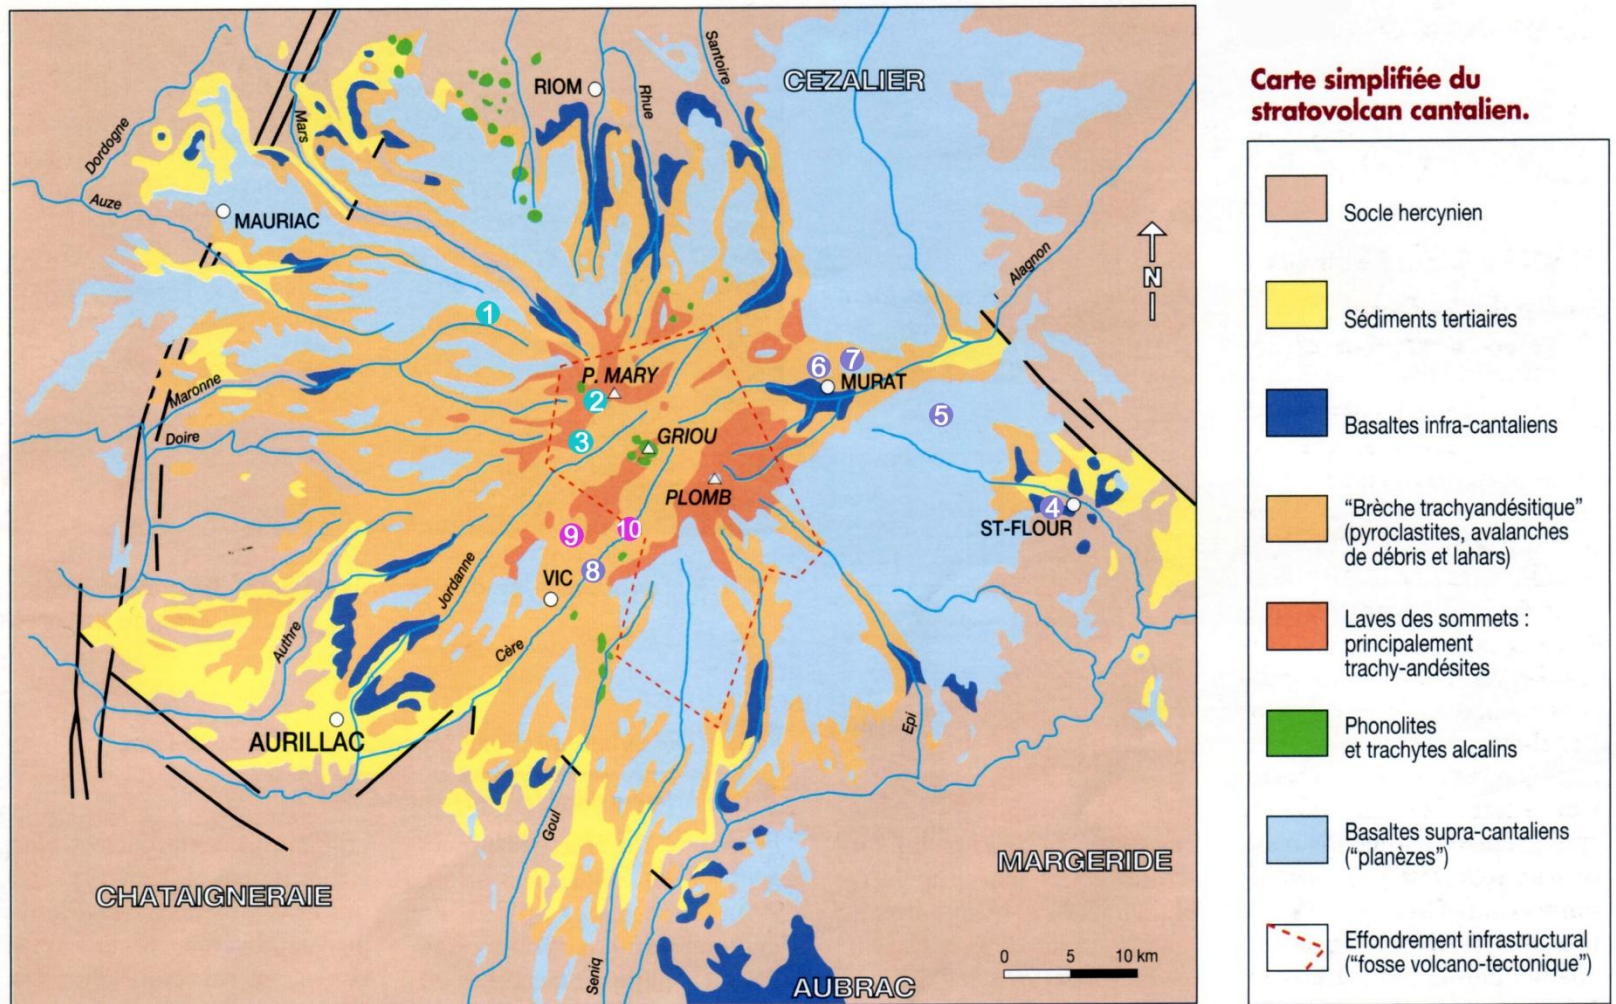 RIOM
Rhue
Santoire
CEZALIER
Mars
Dordogne
Auze
MAURIAC
Alagnon
N
1
P. MARY
2
3
6
7
MURAT
5
Maronne
Doire
GRIOU
PLOMB
4
ST-FLOUR
9
10
8
VIC
Jordanne
Authre
Cère
AURILLAC
Epi
Goul
Seniq
CHATAIGNERAIE
MARGERIDE
AUBRAC
0 5 10 km
Carte simplifiée du
stratovolcan cantalien.
Socle hercynien
Sédiments tertiaires
Basaltes infra-cantaliens
“Brèche trachyandésitique”
(pyroclastites, avalanches
de débris et lahars)
Laves des sommets :
principalement
trachy-andésites
Phonolites
et trachytes alcalins
Basaltes supra-cantaliens
(“planèzes”)
Effondrement infrastructural
(“fosse volcano-tectonique”)